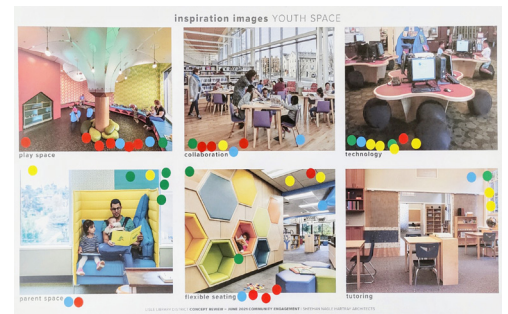 inspiration images YOUTH SPACE
play space
collaboration
technology
parent space
flexible seating
tutoring